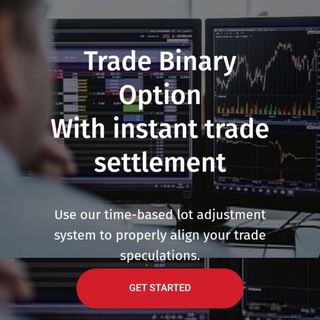 Trade Binary
Option
With instant trade
settlement
Use our time-based lot adjustment
system to properly align your trade
speculations.
GET STARTED